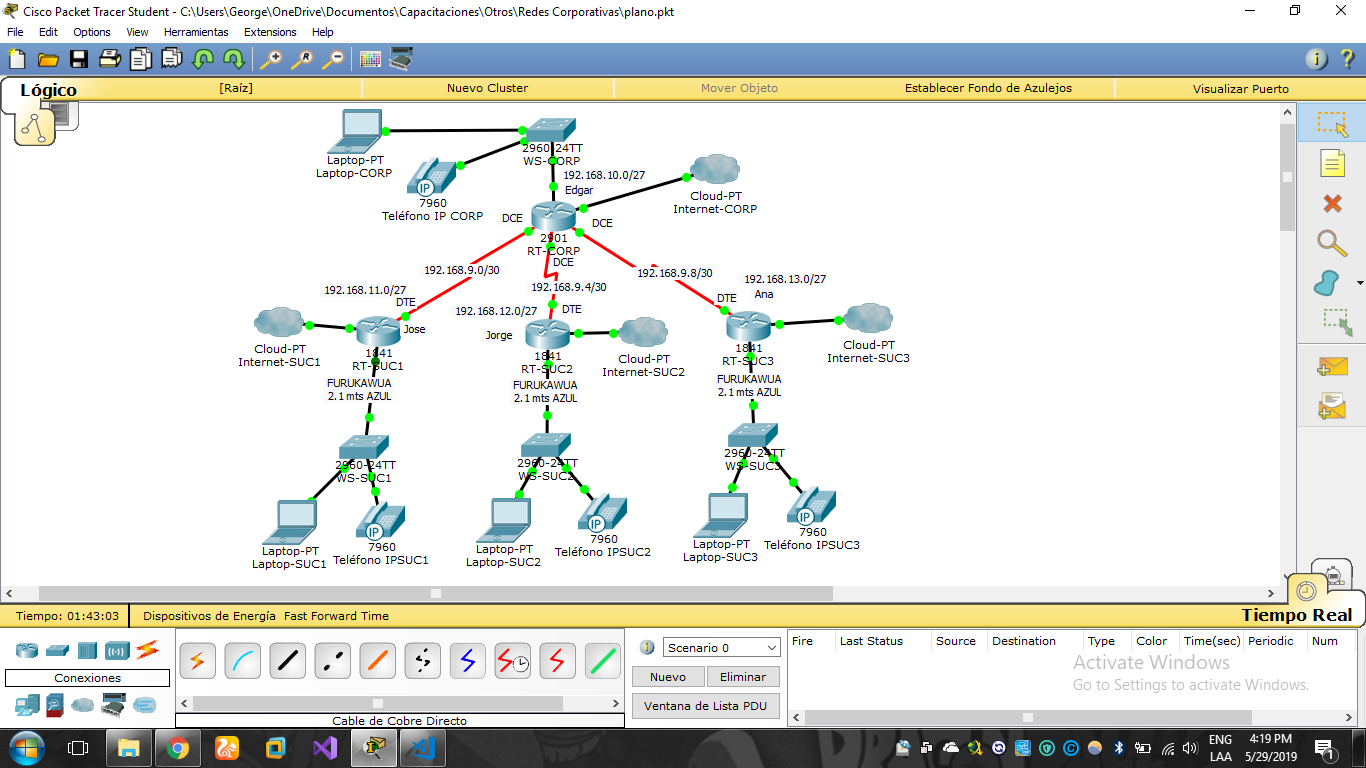 Cisco Packet Tracer Student - C:\Users\George\OneDrive\Documentos\Capacitaciones\Otros\Redes Corporativas\plano.pkt
File Edit Options View Herramientas Extensions Help
Lógico [Raíz] Nuevo Cluster Mover Objeto Establecer Fondo de Azulejos Visualizar Puerto
Laptop-PT
Laptop-CORP
2960-24TT
WS-CORP
IP
7960
Teléfono IP CORP
192.168.10.0/27
Edgar
Cloud-PT
Internet-CORP
DCE
DCE
2901
RT-CORP
DCE
192.168.9.0/30
192.168.9.4/30
192.168.9.8/30
192.168.11.0/27
DTE
Jose
Cloud-PT
Internet-SUC1
1841
RT-SUC1
FURUKAWUA
2.1 mts AZUL
192.168.12.0/27
DTE
Jorge
Cloud-PT
Internet-SUC2
1841
RT-SUC2
FURUKAWUA
2.1 mts AZUL
192.168.13.0/27
Ana
DTE
Cloud-PT
Internet-SUC3
1841
RT-SUC3
FURUKAWUA
2.1 mts AZUL
2960-24TT
WS-SUC1
2960-24TT
WS-SUC2
2960-24TT
WS-SUC3
Laptop-PT
Laptop-SUC1
IP
7960
Teléfono IPSUC1
Laptop-PT
Laptop-SUC2
IP
7960
Teléfono IPSUC2
Laptop-PT
Laptop-SUC3
IP
7960
Teléfono IPSUC3
Tiempo: 01:43:03 Dispositivos de Energía Fast Forward Time Tiempo Real
Conexiones
Cable de Cobre Directo
Scenario 0
Nuevo Eliminar
Ventana de Lista PDU
Fire Last Status Source Destination Type Color Time(sec) Periodic Num
Activate Windows
Go to Settings to activate Windows.
ENG
LAA
4:19 PM
5/29/2019
1